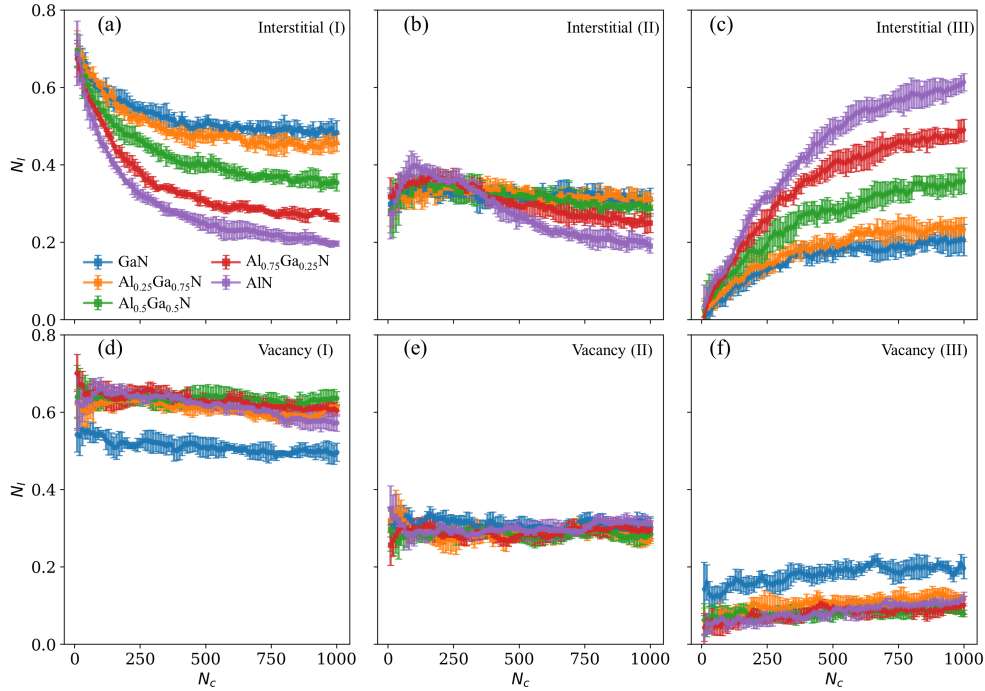 (a) Interstitial (I)
(b) Interstitial (II)
(c) Interstitial (III)
0.8
0.6
0.4
0.2
0.0
N_l
GaN
Al0.25Ga0.75N
Al0.5Ga0.5N
Al0.75Ga0.25N
AlN
(d) Vacancy (I)
(e) Vacancy (II)
(f) Vacancy (III)
0.8
0.6
0.4
0.2
0.0
N_l
0 250 500 750 1000
0 250 500 750 1000
0 250 500 750 1000
N_c
N_c
N_c